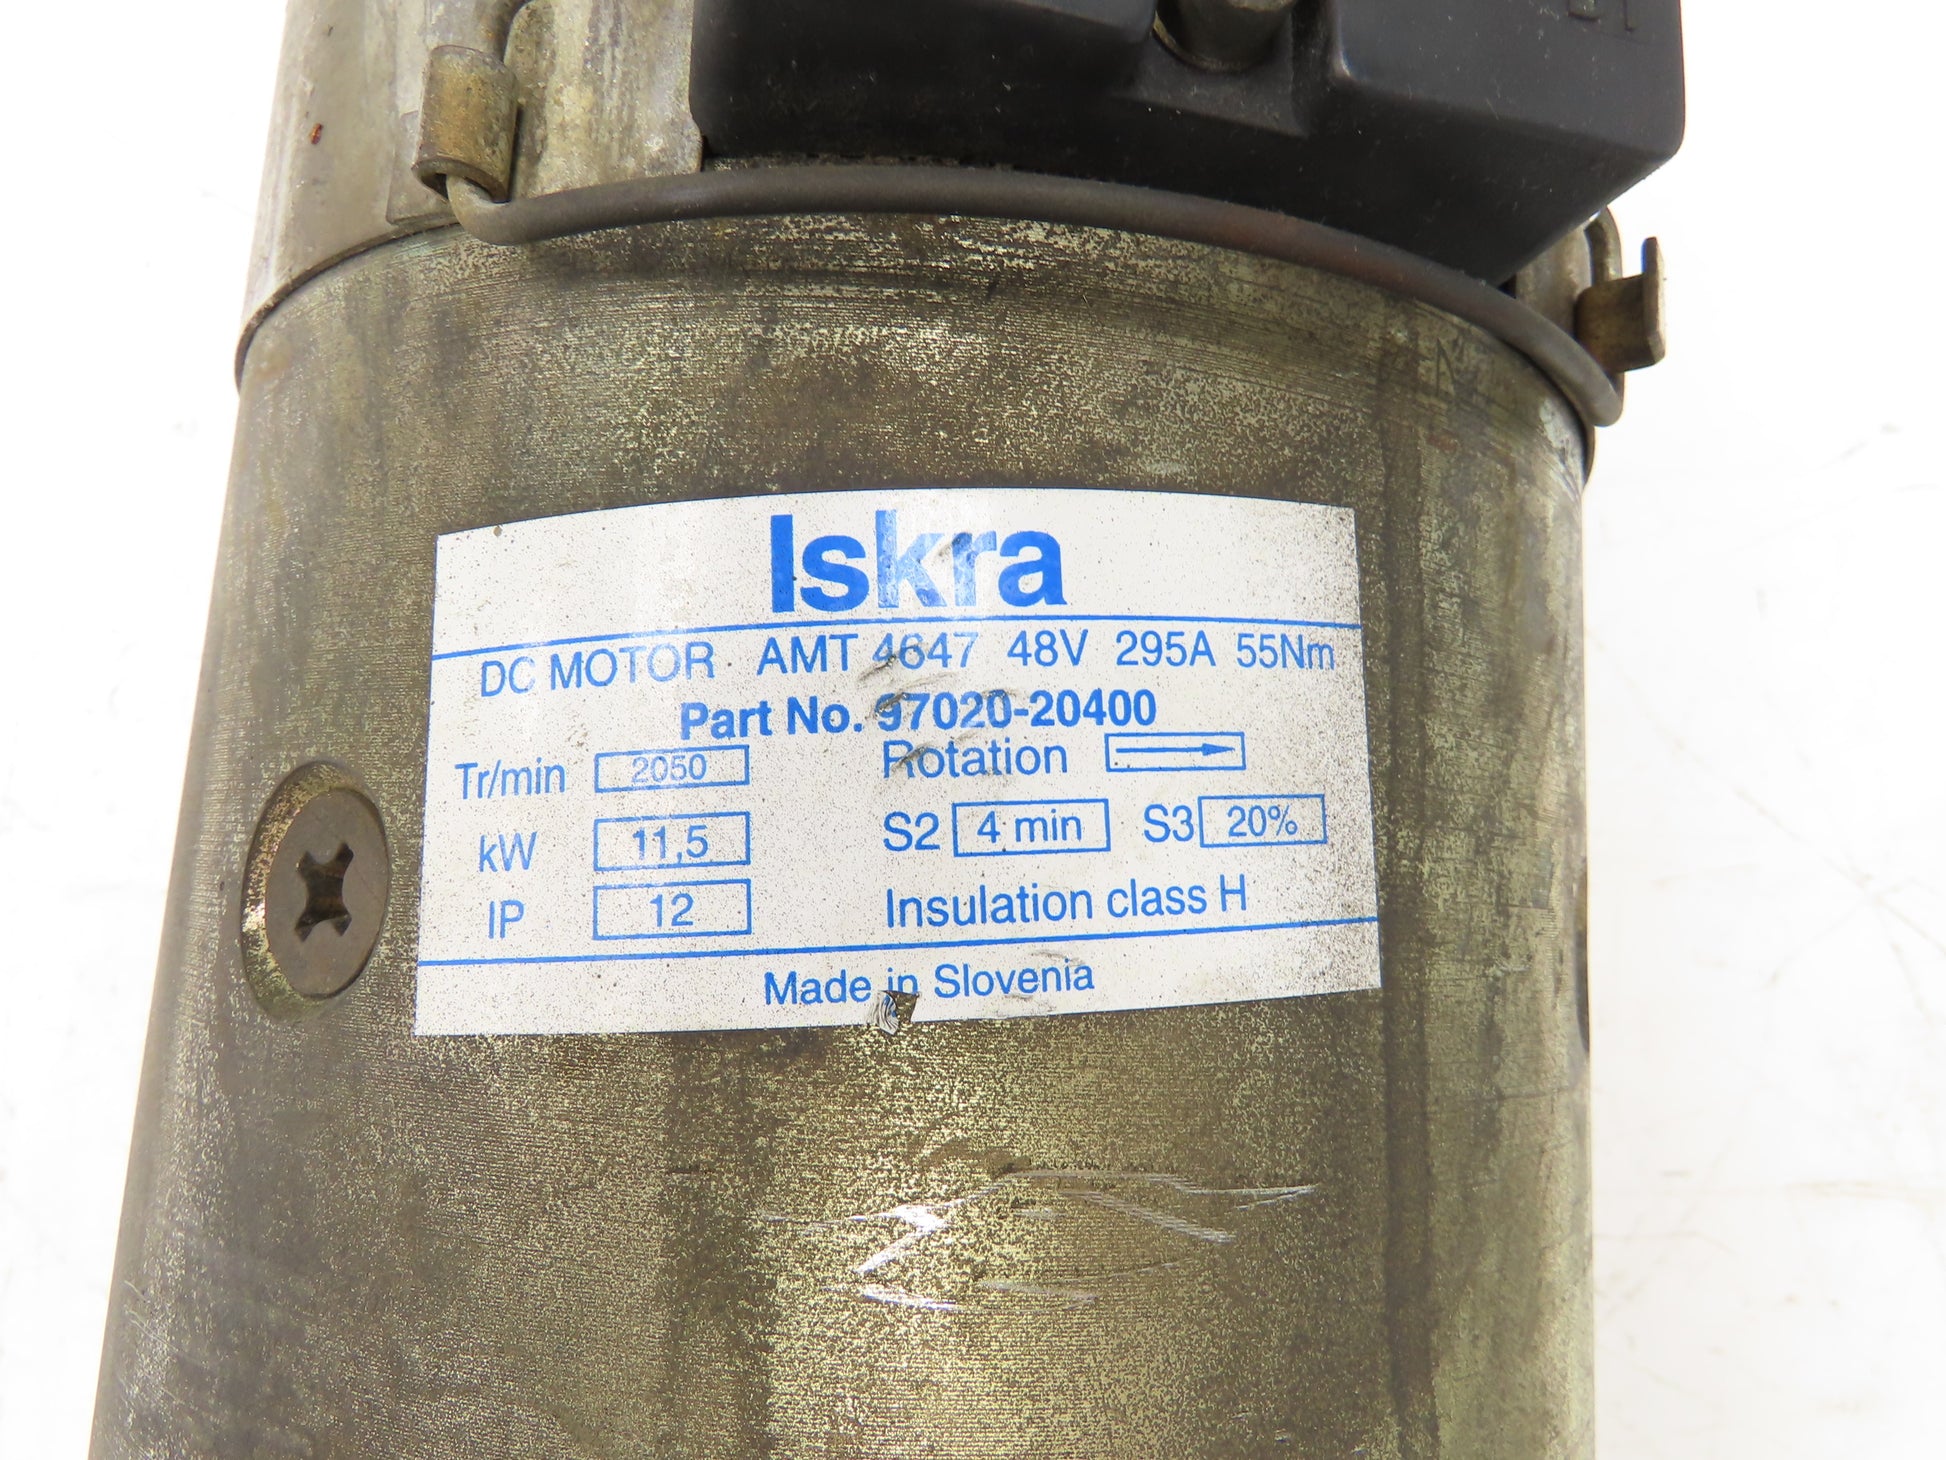 Iskra
DC MOTOR AMT 4647 48V 295A 55Nm
Part No. 97020-20400
Tr/min 2050 Rotation
kW 11,5 S2 4 min S3 20%
IP 12 Insulation class H
Made in Slovenia